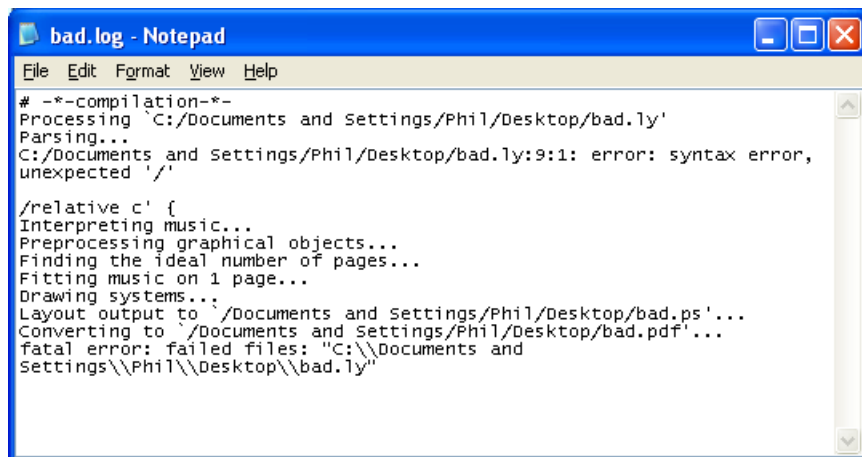 bad.log - Notepad
File Edit Format View Help
# -*-compilation-*-
Processing `C:/Documents and Settings/Phil/Desktop/bad.ly'
Parsing...
C:/Documents and Settings/Phil/Desktop/bad.ly:9:1: error: syntax error,
unexpected '/'
/relative c' {
Interpreting music...
Preprocessing graphical objects...
Finding the ideal number of pages...
Fitting music on 1 page...
Drawing systems...
Layout output to `/Documents and Settings/Phil/Desktop/bad.ps'...
Converting to `/Documents and Settings/Phil/Desktop/bad.pdf'...
fatal error: failed files: "C:\\Documents and
Settings\\Phil\\Desktop\\bad.ly"